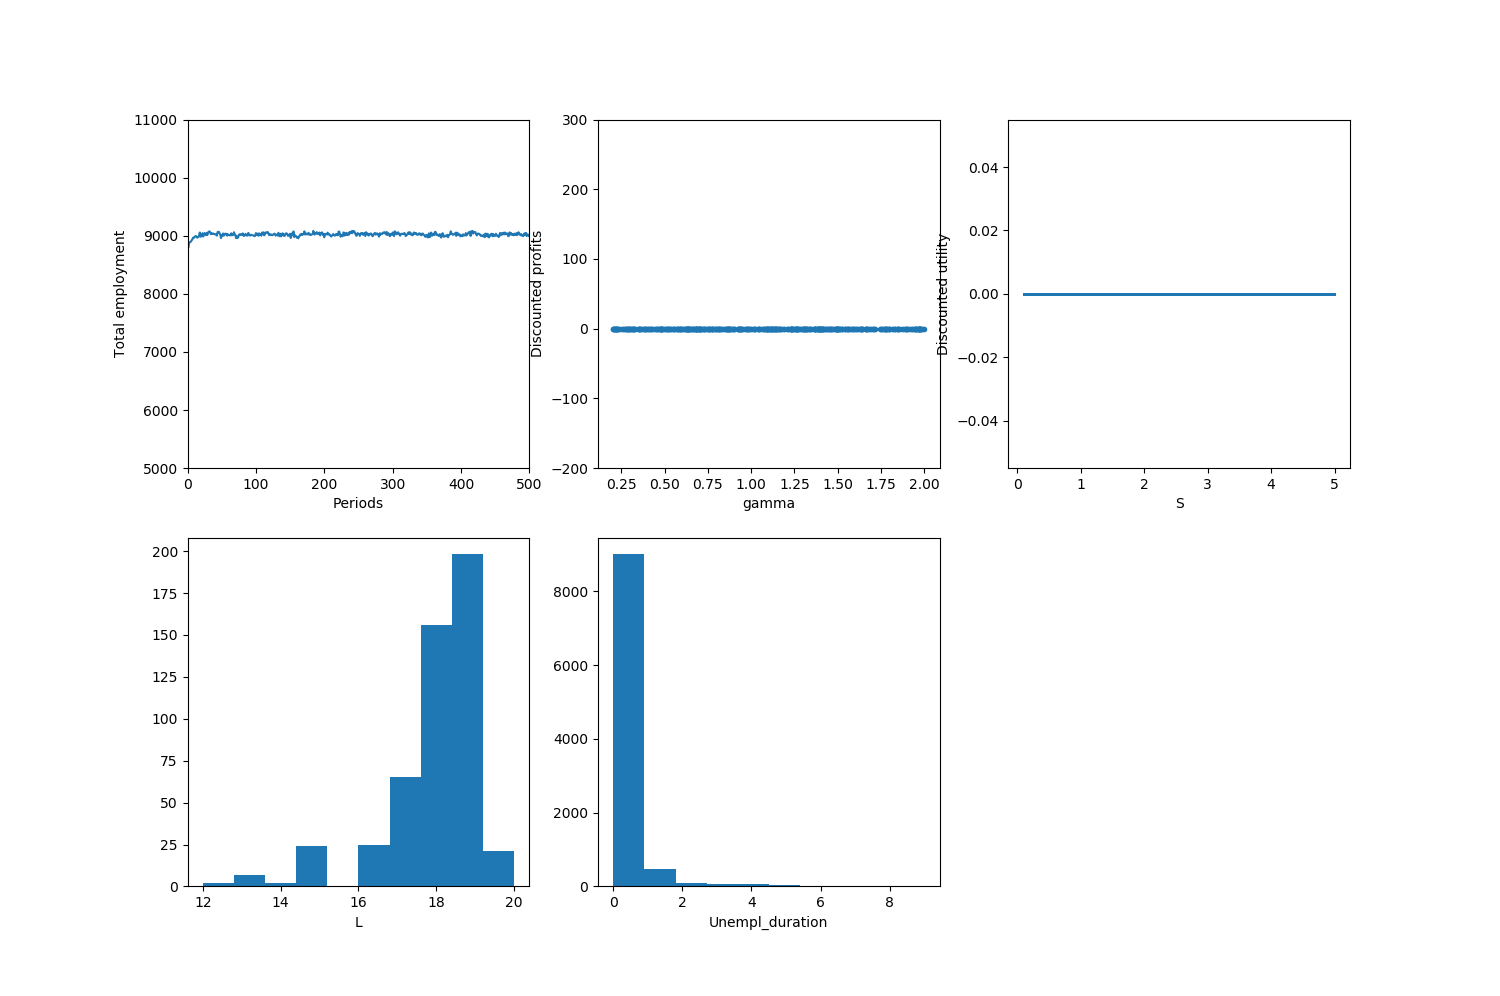 Total employment
11000
10000
9000
8000
7000
6000
5000
0 100 200 300 400 500
Periods
Discounted profits
300
200
100
0
−100
−200
0.25 0.50 0.75 1.00 1.25 1.50 1.75 2.00
gamma
Discounted utility
0.04
0.02
0.00
−0.02
−0.04
0 1 2 3 4 5
S
200
175
150
125
100
75
50
25
0
12 14 16 18 20
L
8000
6000
4000
2000
0
0 2 4 6 8
Unempl_duration